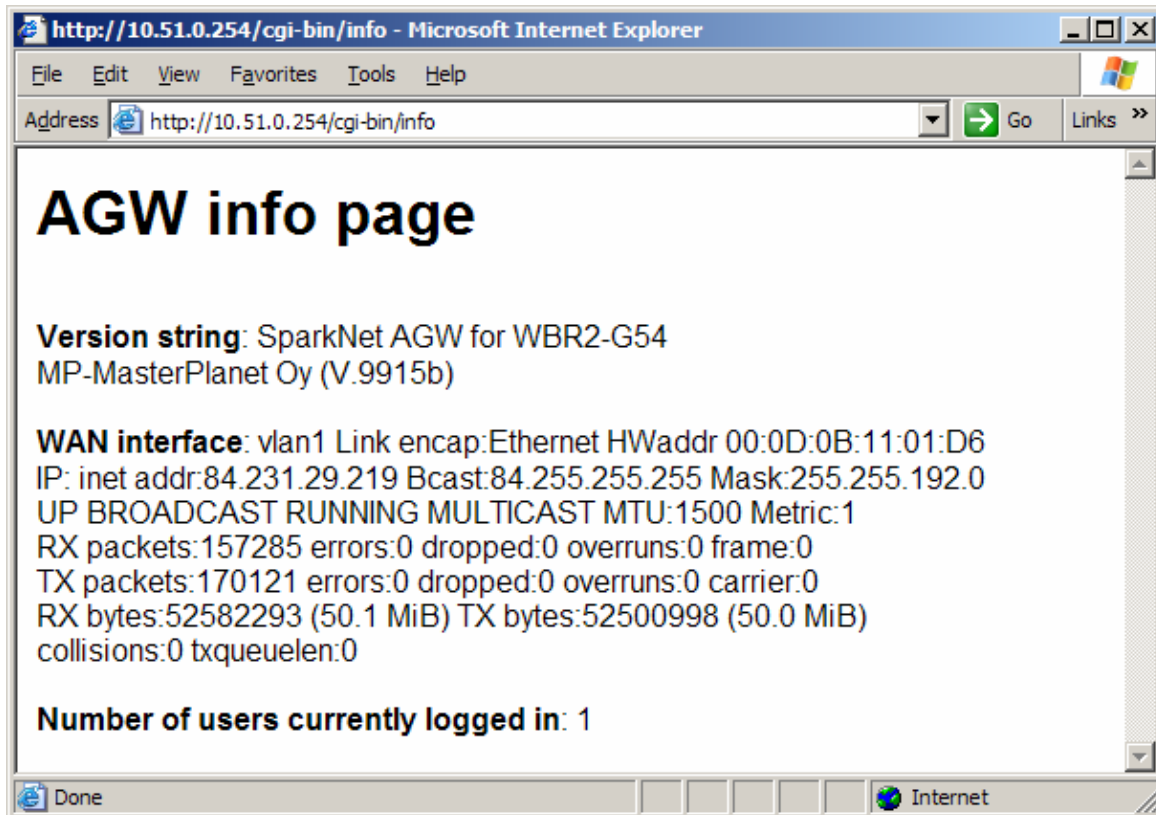 http://10.51.0.254/cgi-bin/info - Microsoft Internet Explorer
File Edit View Favorites Tools Help
Address http://10.51.0.254/cgi-bin/info Go Links »
AGW info page
Version string: SparkNet AGW for WBR2-G54
MP-MasterPlanet Oy (V.9915b)
WAN interface: vlan1 Link encap:Ethernet HWaddr 00:0D:0B:11:01:D6
IP: inet addr:84.231.29.219 Bcast:84.255.255.255 Mask:255.255.192.0
UP BROADCAST RUNNING MULTICAST MTU:1500 Metric:1
RX packets:157285 errors:0 dropped:0 overruns:0 frame:0
TX packets:170121 errors:0 dropped:0 overruns:0 carrier:0
RX bytes:52582293 (50.1 MiB) TX bytes:52500998 (50.0 MiB)
collisions:0 txqueuelen:0
Number of users currently logged in: 1
Done Internet